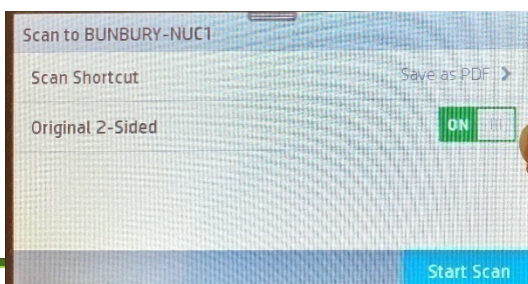 Scan to BUNBURY-NUC1
Scan Shortcut Save as PDF >
Original 2-Sided ON
Start Scan